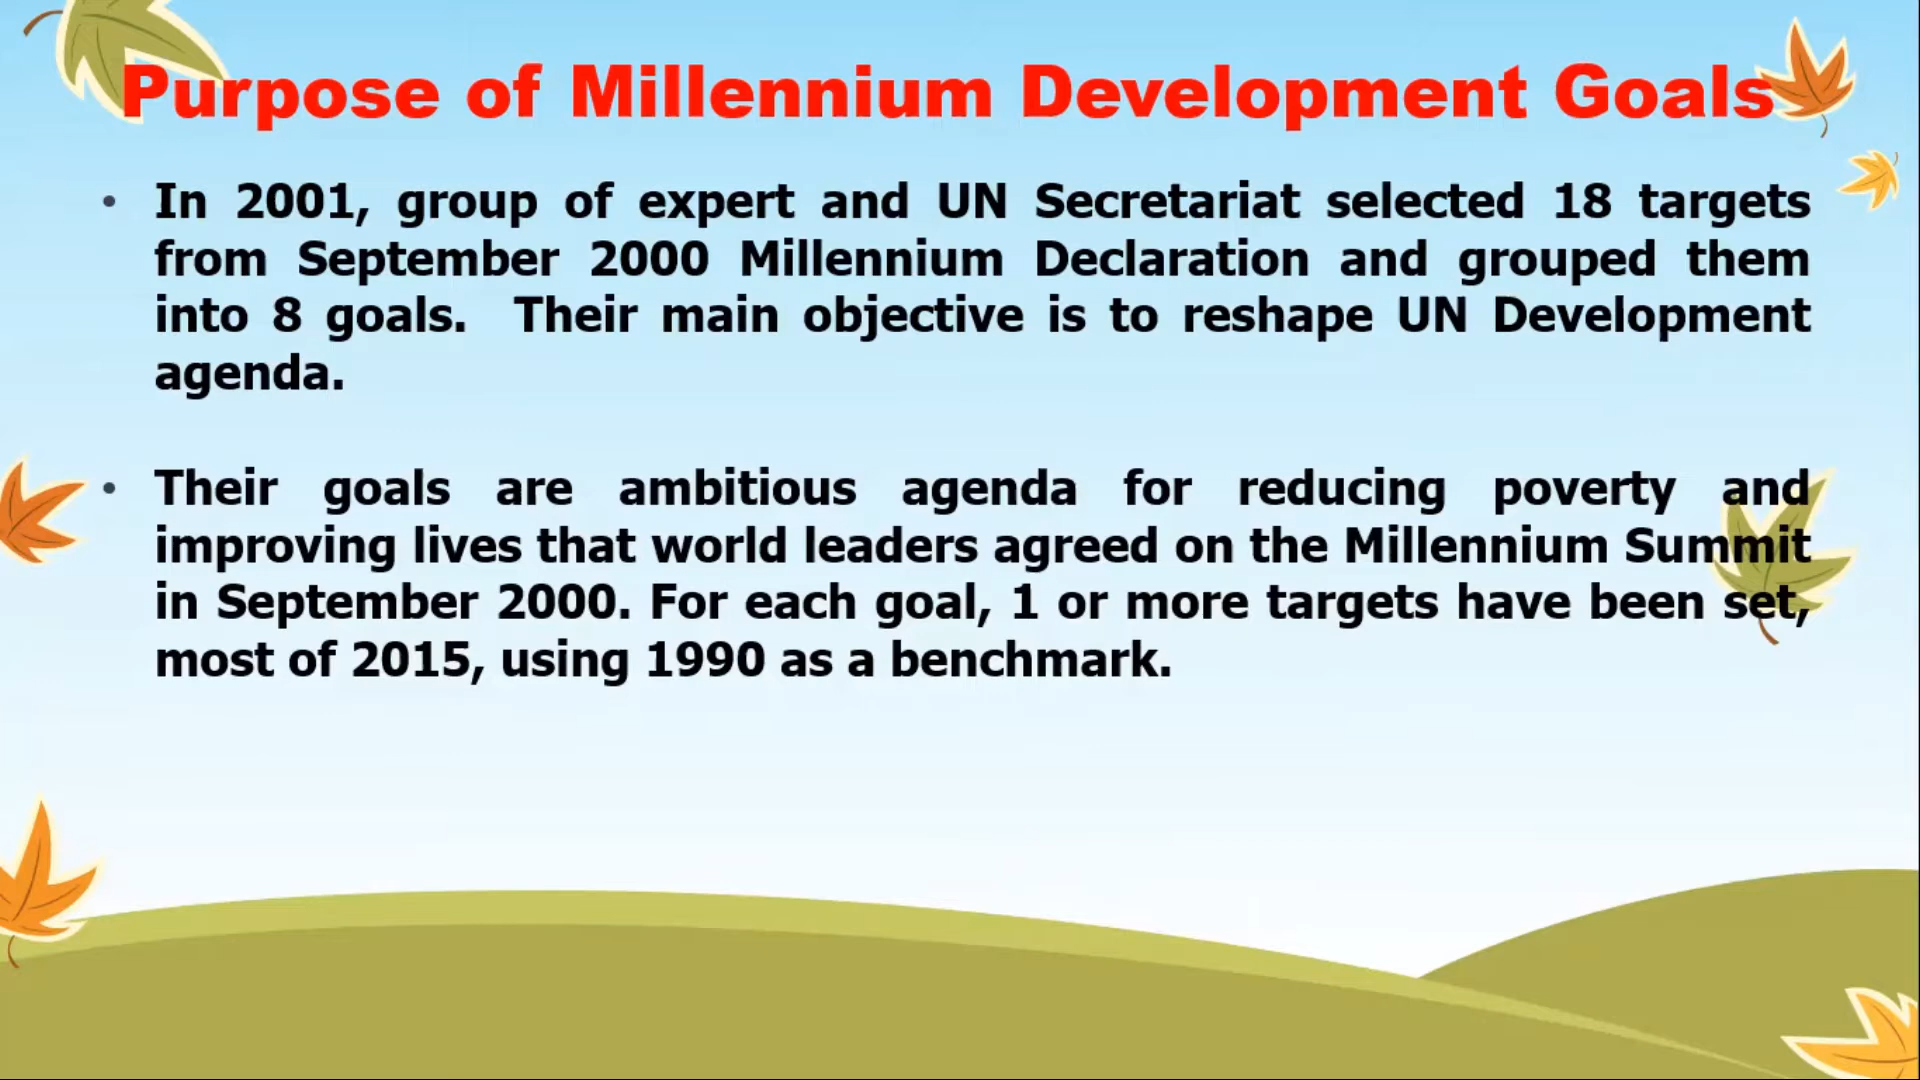 Purpose of Millennium Development Goals
• In 2001, group of expert and UN Secretariat selected 18 targets
from September 2000 Millennium Declaration and grouped them
into 8 goals. Their main objective is to reshape UN Development
agenda.
• Their goals are ambitious agenda for reducing poverty and
improving lives that world leaders agreed on the Millennium Summit
in September 2000. For each goal, 1 or more targets have been set,
most of 2015, using 1990 as a benchmark.